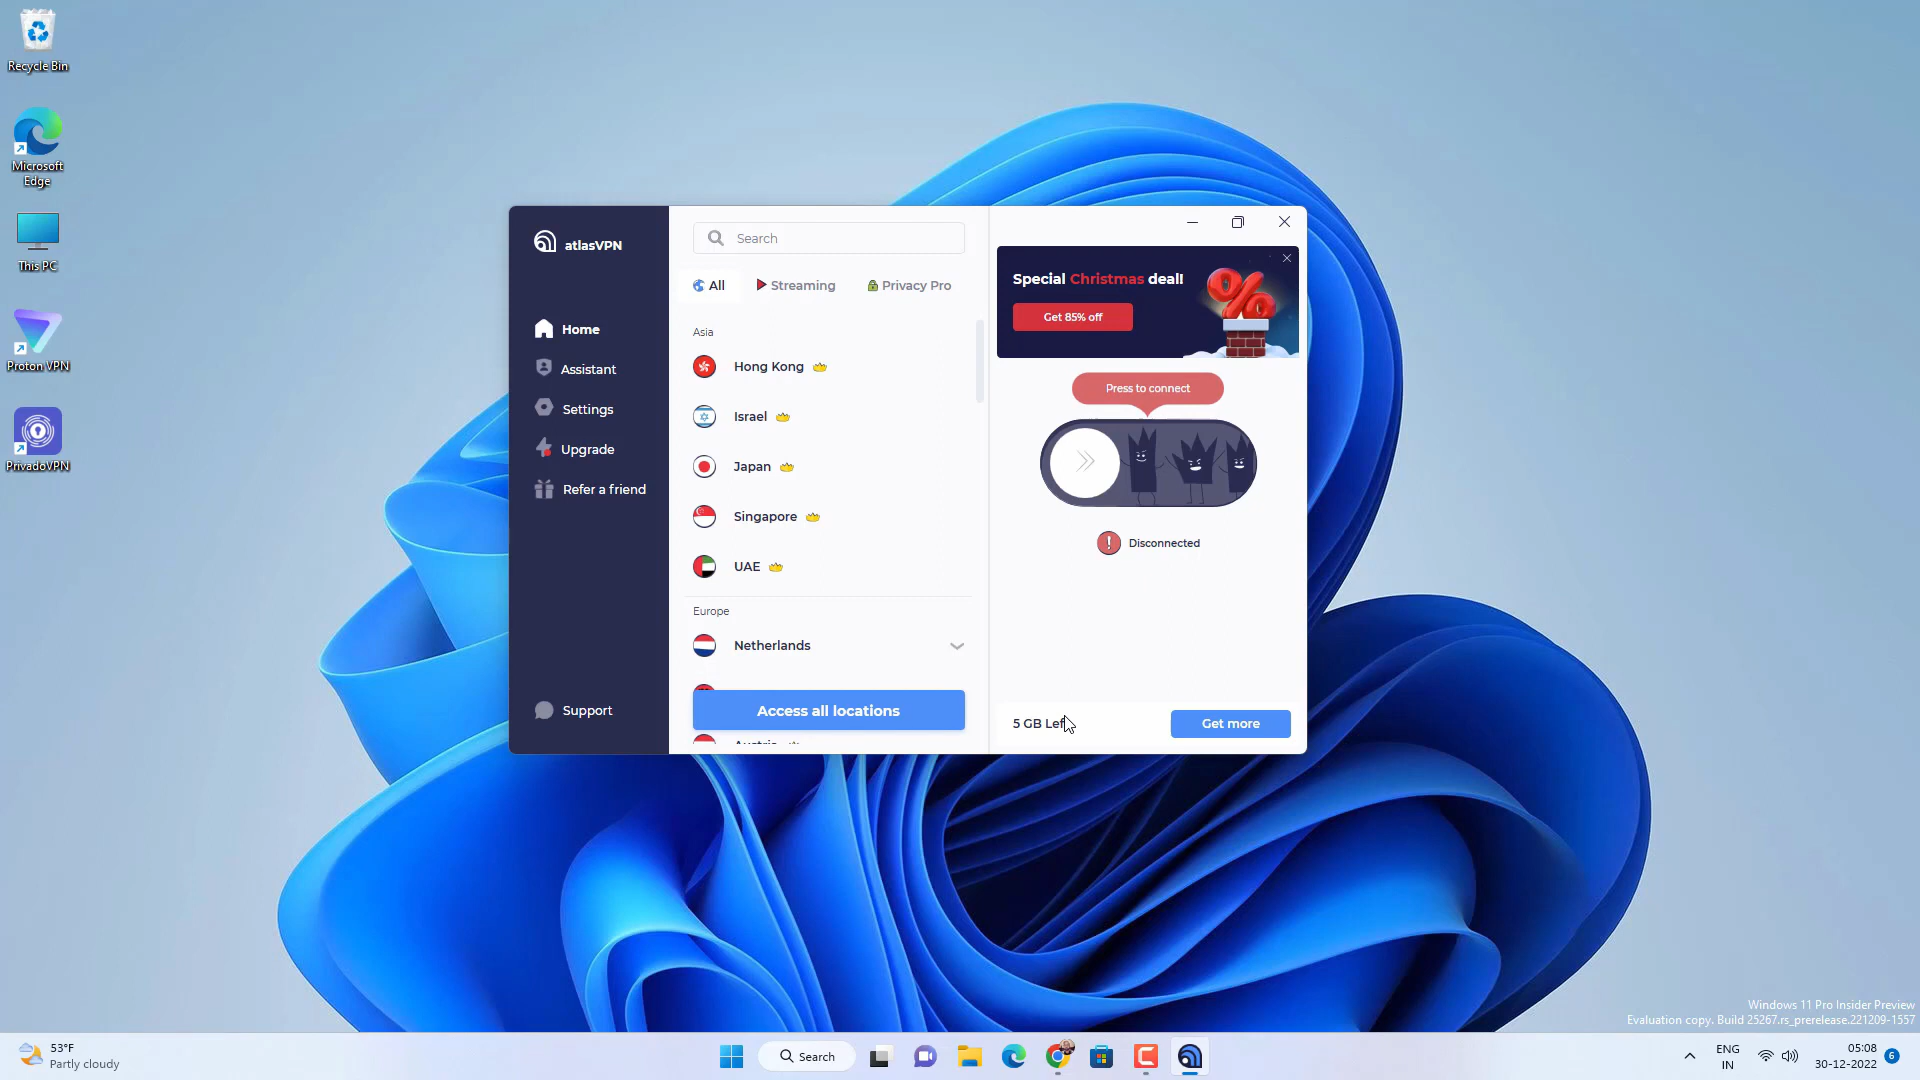 Recycle Bin
Microsoft
Edge
This PC
Proton VPN
PrivadoVPN
atlasVPN
Home
Assistant
Settings
Upgrade
Refer a friend
Support
Search
All
Streaming
Privacy Pro
Asia
Hong Kong
Israel
Japan
Singapore
UAE
Europe
Netherlands
Access all locations
Austria
Special Christmas deal!
Get 85% off
Press to connect
Disconnected
5 GB Left
Get more
Windows 11 Pro Insider Preview
Evaluation copy. Build 25267.rs_prerelease.221209-1557
53°F
Partly cloudy
Search
ENG
IN
05:08
30-12-2022
6